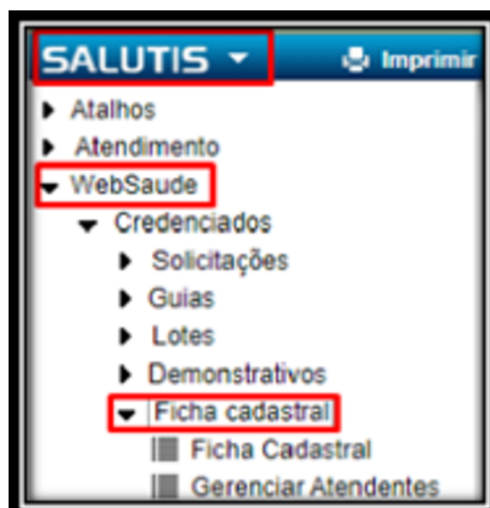 SALUTIS Imprimir
Atalhos
Atendimento
WebSaude
Credenciados
Solicitações
Guias
Lotes
Demonstrativos
Ficha cadastral
Ficha Cadastral
Gerenciar Atendentes